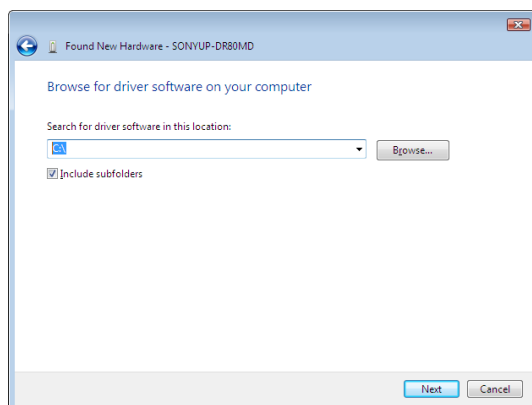 Found New Hardware - SONYUP-DR80MD
Browse for driver software on your computer
Search for driver software in this location:
C:\
Browse...
Include subfolders
Next
Cancel